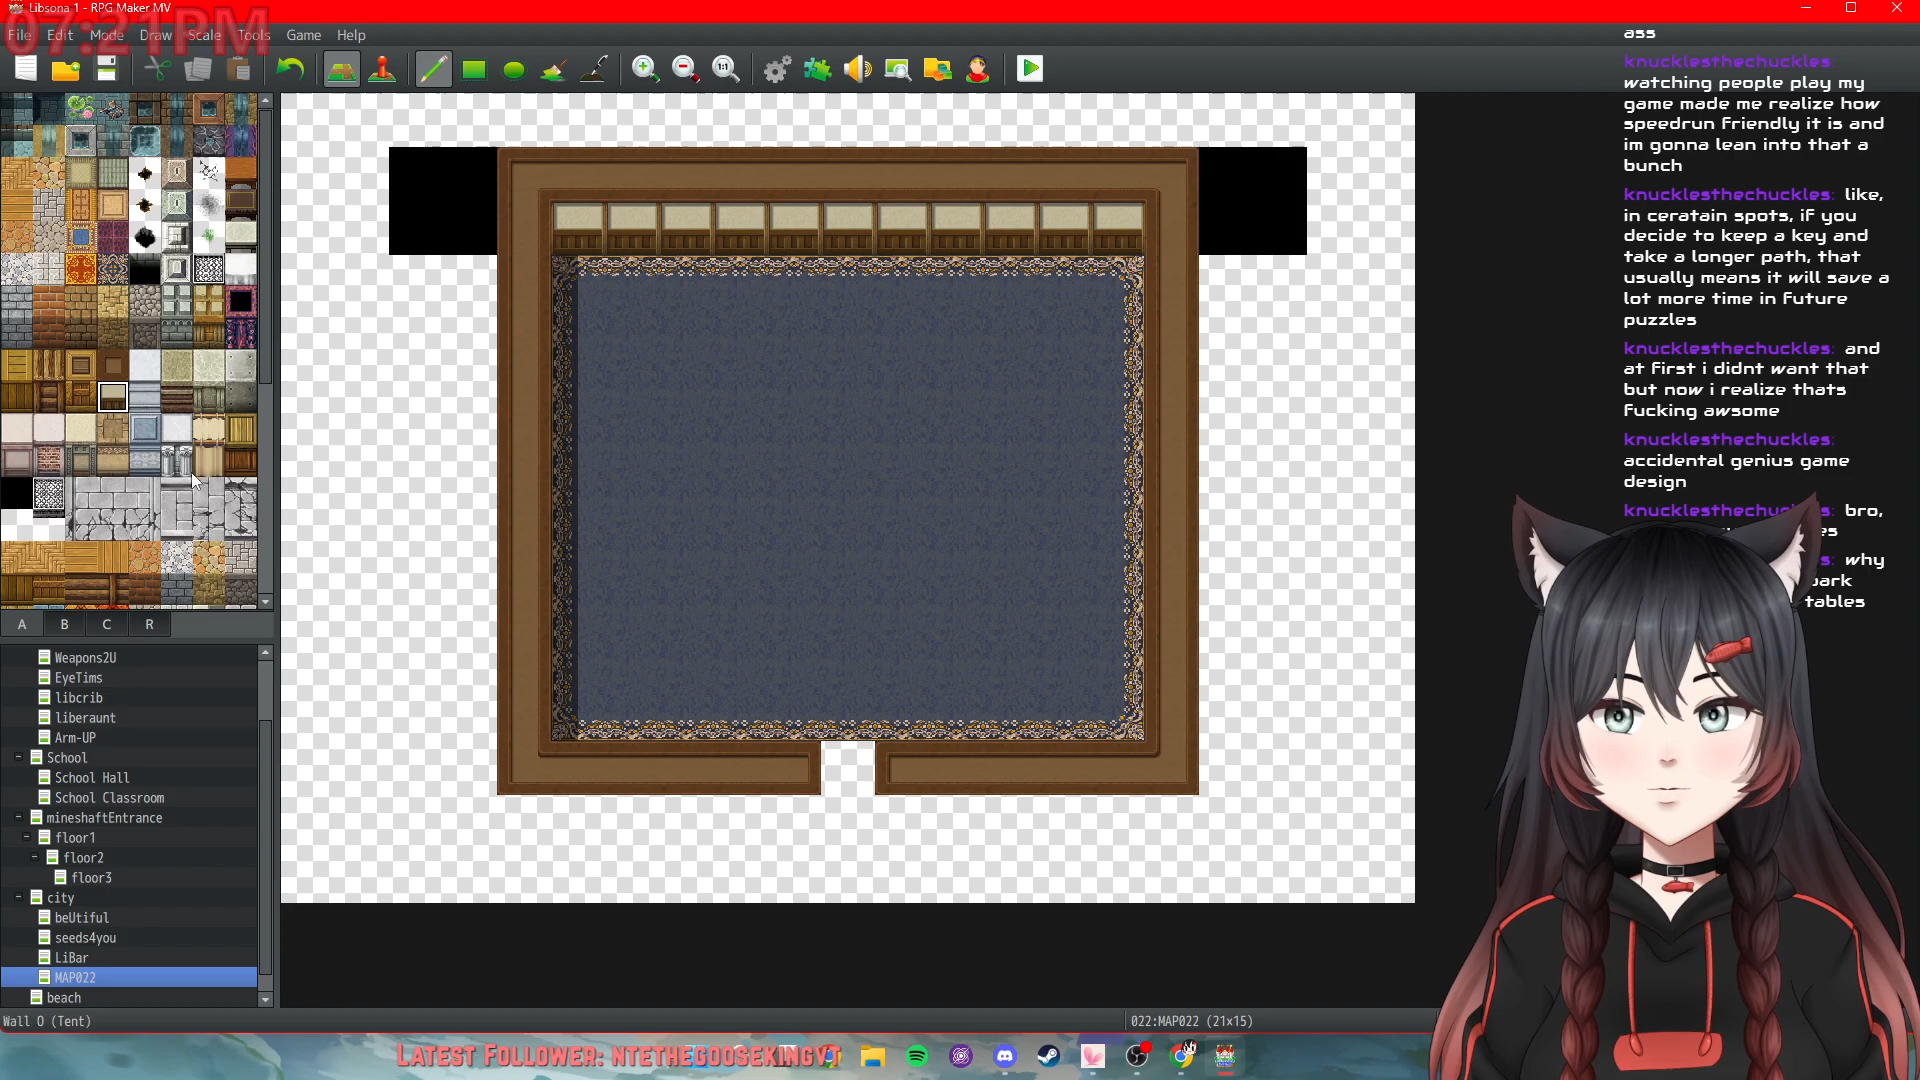 Libsona 1 - RPG Maker MV
07:21PM
File Edit Mode Draw Scale Tools Game Help
1:1
A B C R
Weapons2U
EyeTims
libcrib
liberaunt
Arm-UP
School
School Hall
School Classroom
mineshaftEntrance
floor1
floor2
floor3
city
beUtiful
seeds4you
LiBar
MAP022
beach
Wall O (Tent)
022:MAP022 (21x15)
Latest Follower: ntethegoosekingvt
ass
knucklesthechuckles:
watching people play my
game made me realize how
speedrun friendly it is and
im gonna lean into that a
bunch
knucklesthechuckles: like,
in ceratain spots, if you
decide to keep a key and
take a longer path, that
usually means it will save a
lot more time in future
puzzles
knucklesthechuckles: and
at first i didnt want that
but now i realize thats
fucking awsome
knucklesthechuckles:
accidental genius game
design
knucklesthechuckles: bro,
why
tables